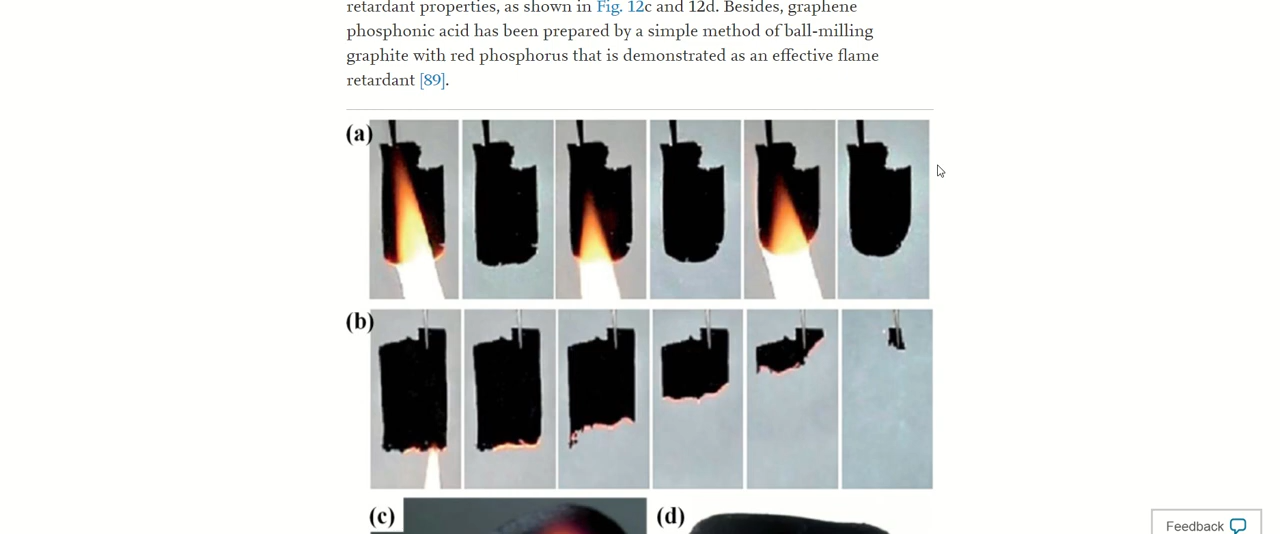 retardant properties, as shown in Fig. 12c and 12d. Besides, graphene
phosphonic acid has been prepared by a simple method of ball-milling
graphite with red phosphorus that is demonstrated as an effective flame
retardant [89].
(a)
(b)
(c)
(d)
Feedback